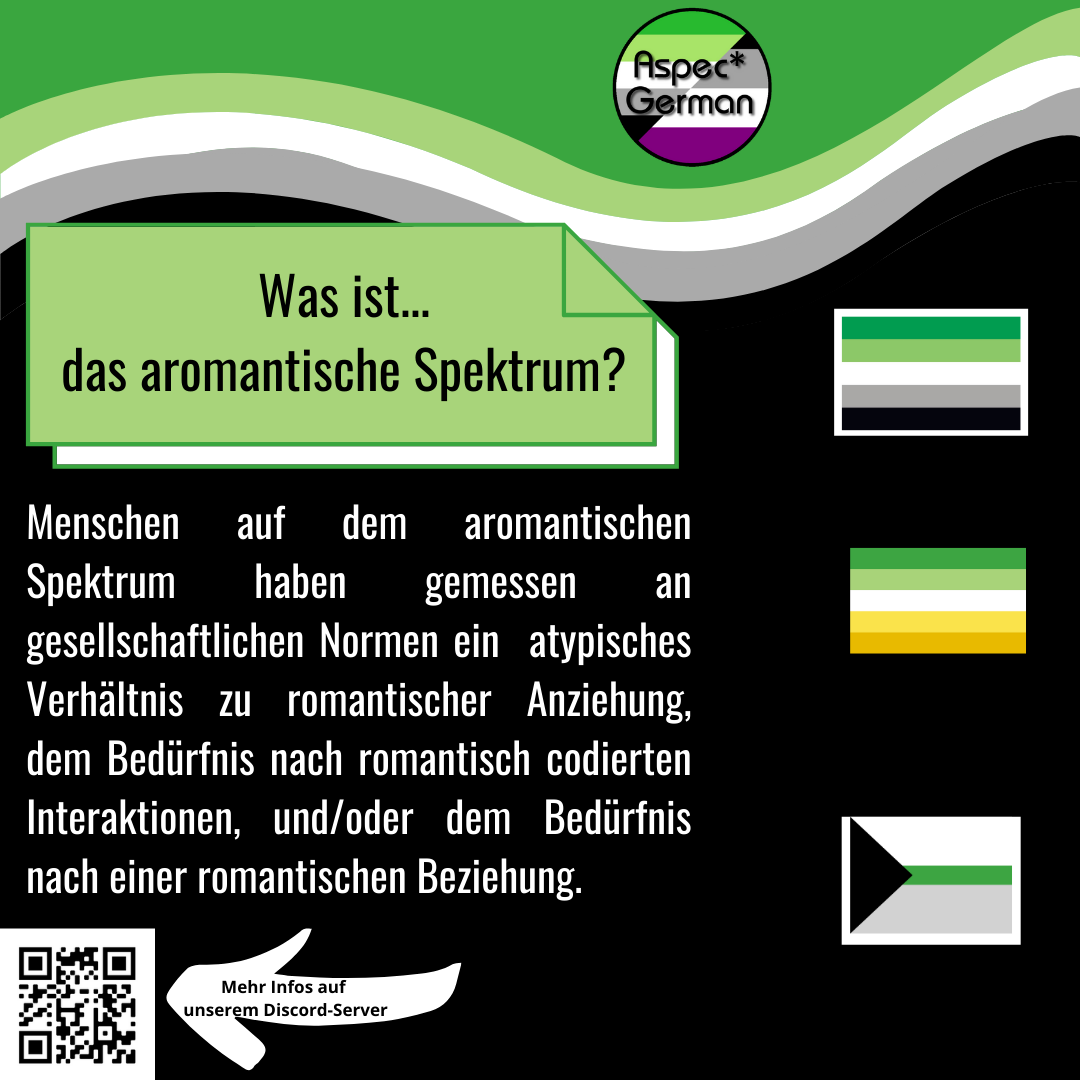 Aspec*
German
Was ist...
das aromantische Spektrum?
Menschen auf dem aromantischen
Spektrum haben gemessen an
gesellschaftlichen Normen ein atypisches
Verhältnis zu romantischer Anziehung,
dem Bedürfnis nach romantisch codierten
Interaktionen, und/oder dem Bedürfnis
nach einer romantischen Beziehung.
Mehr Infos auf
unserem Discord-Server